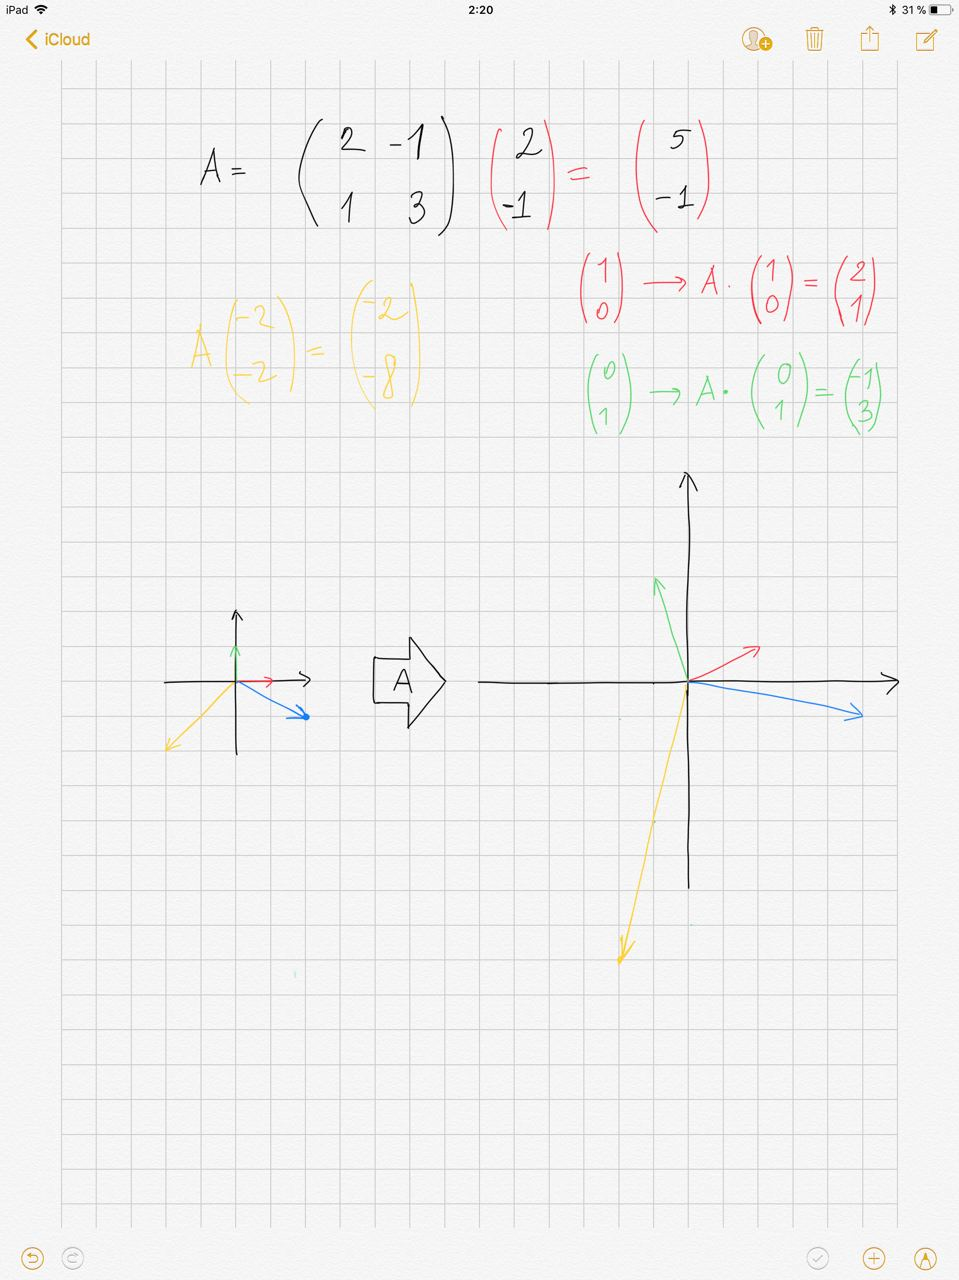 iPad 2:20 31 %
iCloud
A = ( 2 -1 ) ( 2 ) = ( 5 )
( 1 3 ) ( -1 ) ( -1 )
( 1 ) → A . ( 1 ) = ( 2 )
( 0 ) ( 0 ) ( 1 )
A ( -2 ) = ( -2 )
( -2 ) ( -8 )
( 0 ) → A · ( 0 ) = ( -1 )
( 1 ) ( 1 ) ( 3 )
A